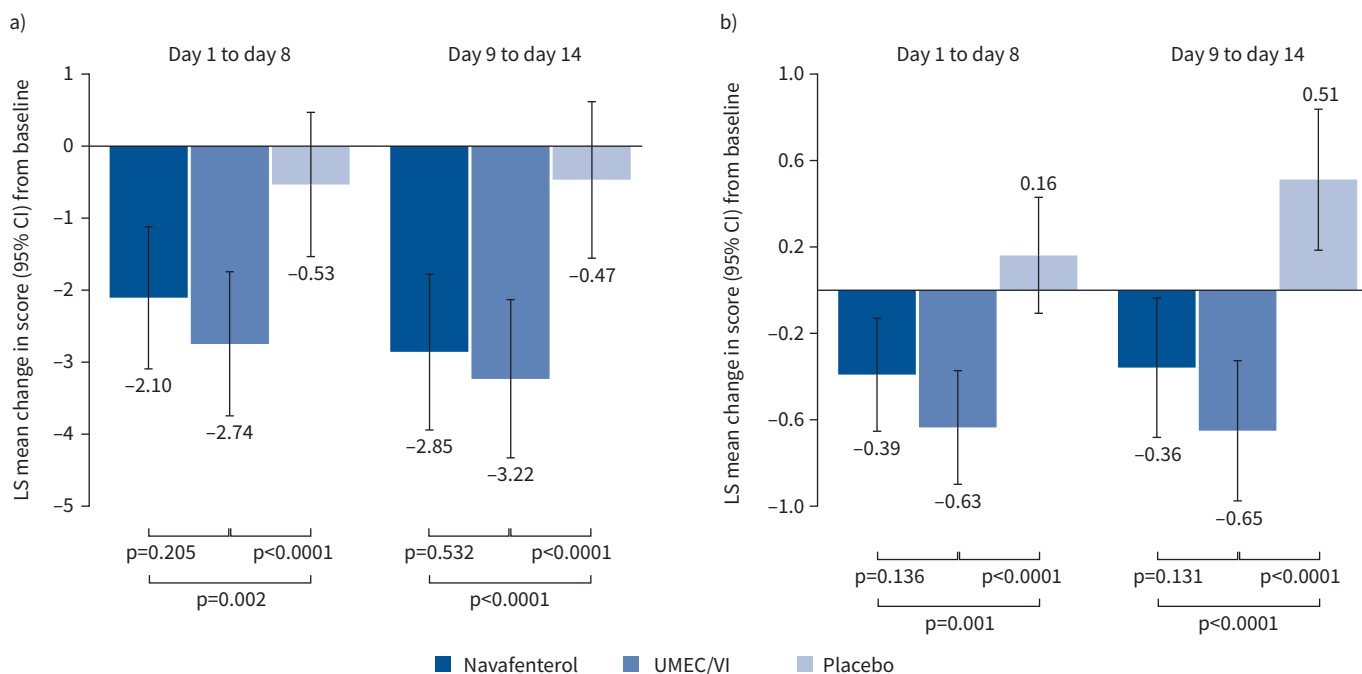 a)
Day 1 to day 8
Day 9 to day 14
LS mean change in score (95% CI) from baseline
1
0
–1
–2
–3
–4
–5
–2.10
–2.74
–0.53
–2.85
–3.22
–0.47
p=0.205
p<0.0001
p=0.532
p<0.0001
p=0.002
p<0.0001
b)
Day 1 to day 8
Day 9 to day 14
LS mean change in score (95% CI) from baseline
1.0
0.6
0.2
–0.2
–0.6
–1.0
–0.39
–0.63
0.16
–0.36
–0.65
0.51
p=0.136
p<0.0001
p=0.131
p<0.0001
p=0.001
p<0.0001
Navafenterol
UMEC/VI
Placebo